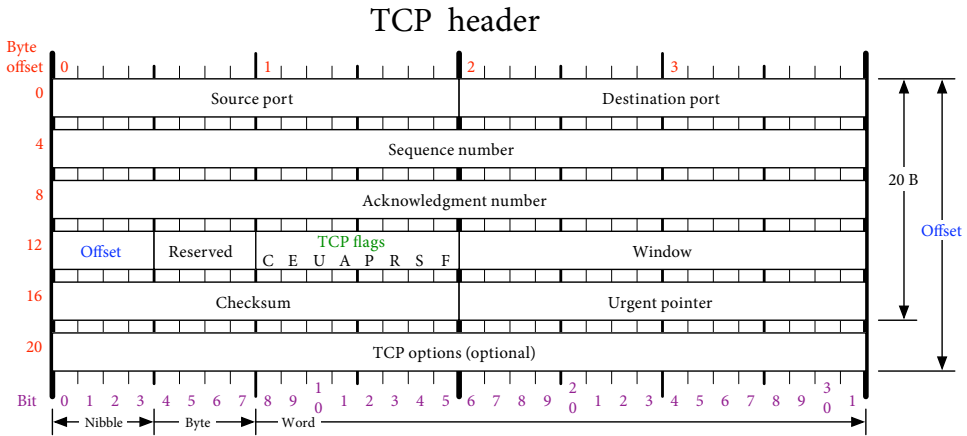 TCP header
Byte
offset
0 1 2 3
0 Source port Destination port
4 Sequence number
8 Acknowledgment number
20 B
Offset
12 Offset Reserved TCP flags Window
C E U A P R S F
16 Checksum Urgent pointer
20 TCP options (optional)
Bit 0 1 2 3 4 5 6 7 8 9 10 1 2 3 4 5 6 7 8 9 20 1 2 3 4 5 6 7 8 9 30 1
Nibble Byte Word